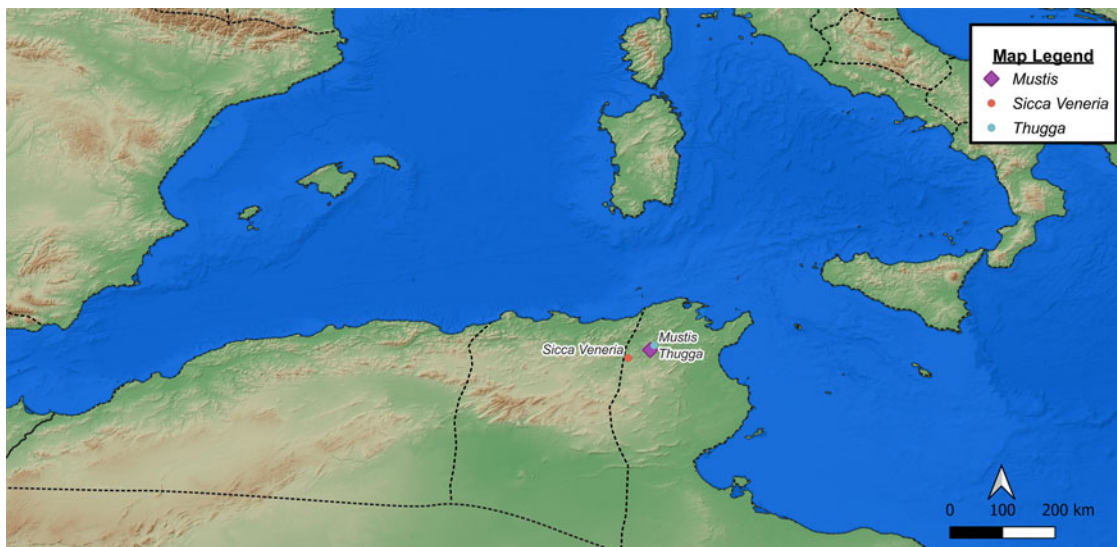 Map Legend
Mustis
Sicca Veneria
Thugga
Mustis
Sicca Veneria
Thugga
0 100 200 km